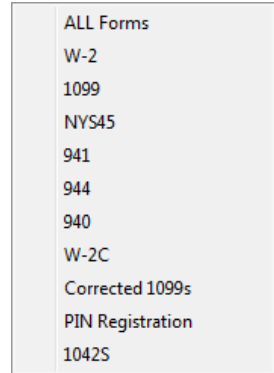 ALL Forms
W-2
1099
NYS45
941
944
940
W-2C
Corrected 1099s
PIN Registration
1042S